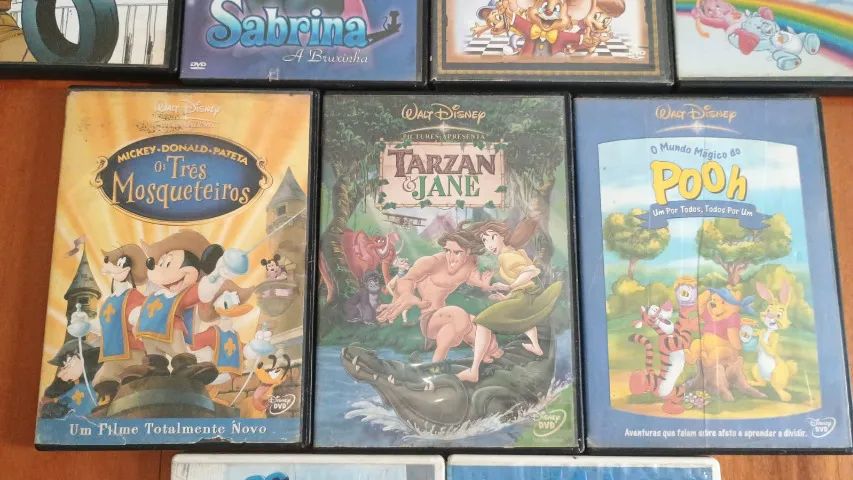 Sabrina
A Bruxinha
DVD
DVD
WALT DISNEY
MICKEY·DONALD·PATETA
Os Três
Mosqueteiros
Disney
DVD
Um Filme Totalmente Novo
WALT DISNEY
PICTURES APRESENTA
TARZAN
& JANE
Disney
DVD
WALT DISNEY
O Mundo Mágico do
Pooh
Um Por Todos, Todos Por Um
Aventuras que falam sobre afeto e aprender a dividir.
Disney
DVD